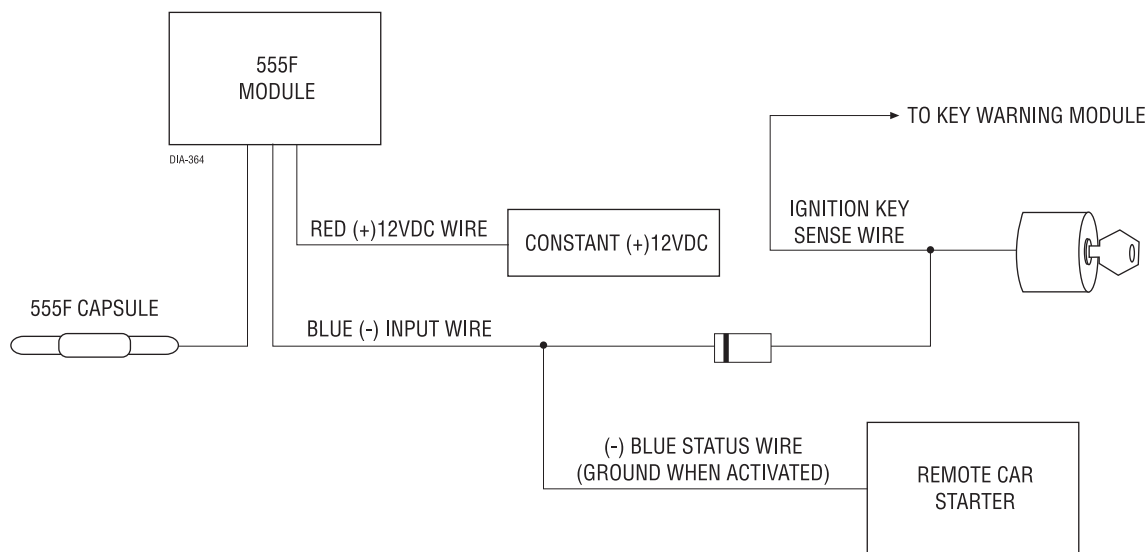 555F
MODULE
DIA-364
TO KEY WARNING MODULE
IGNITION KEY
SENSE WIRE
RED (+)12VDC WIRE
CONSTANT (+)12VDC
555F CAPSULE
BLUE (-) INPUT WIRE
(-) BLUE STATUS WIRE
(GROUND WHEN ACTIVATED)
REMOTE CAR
STARTER